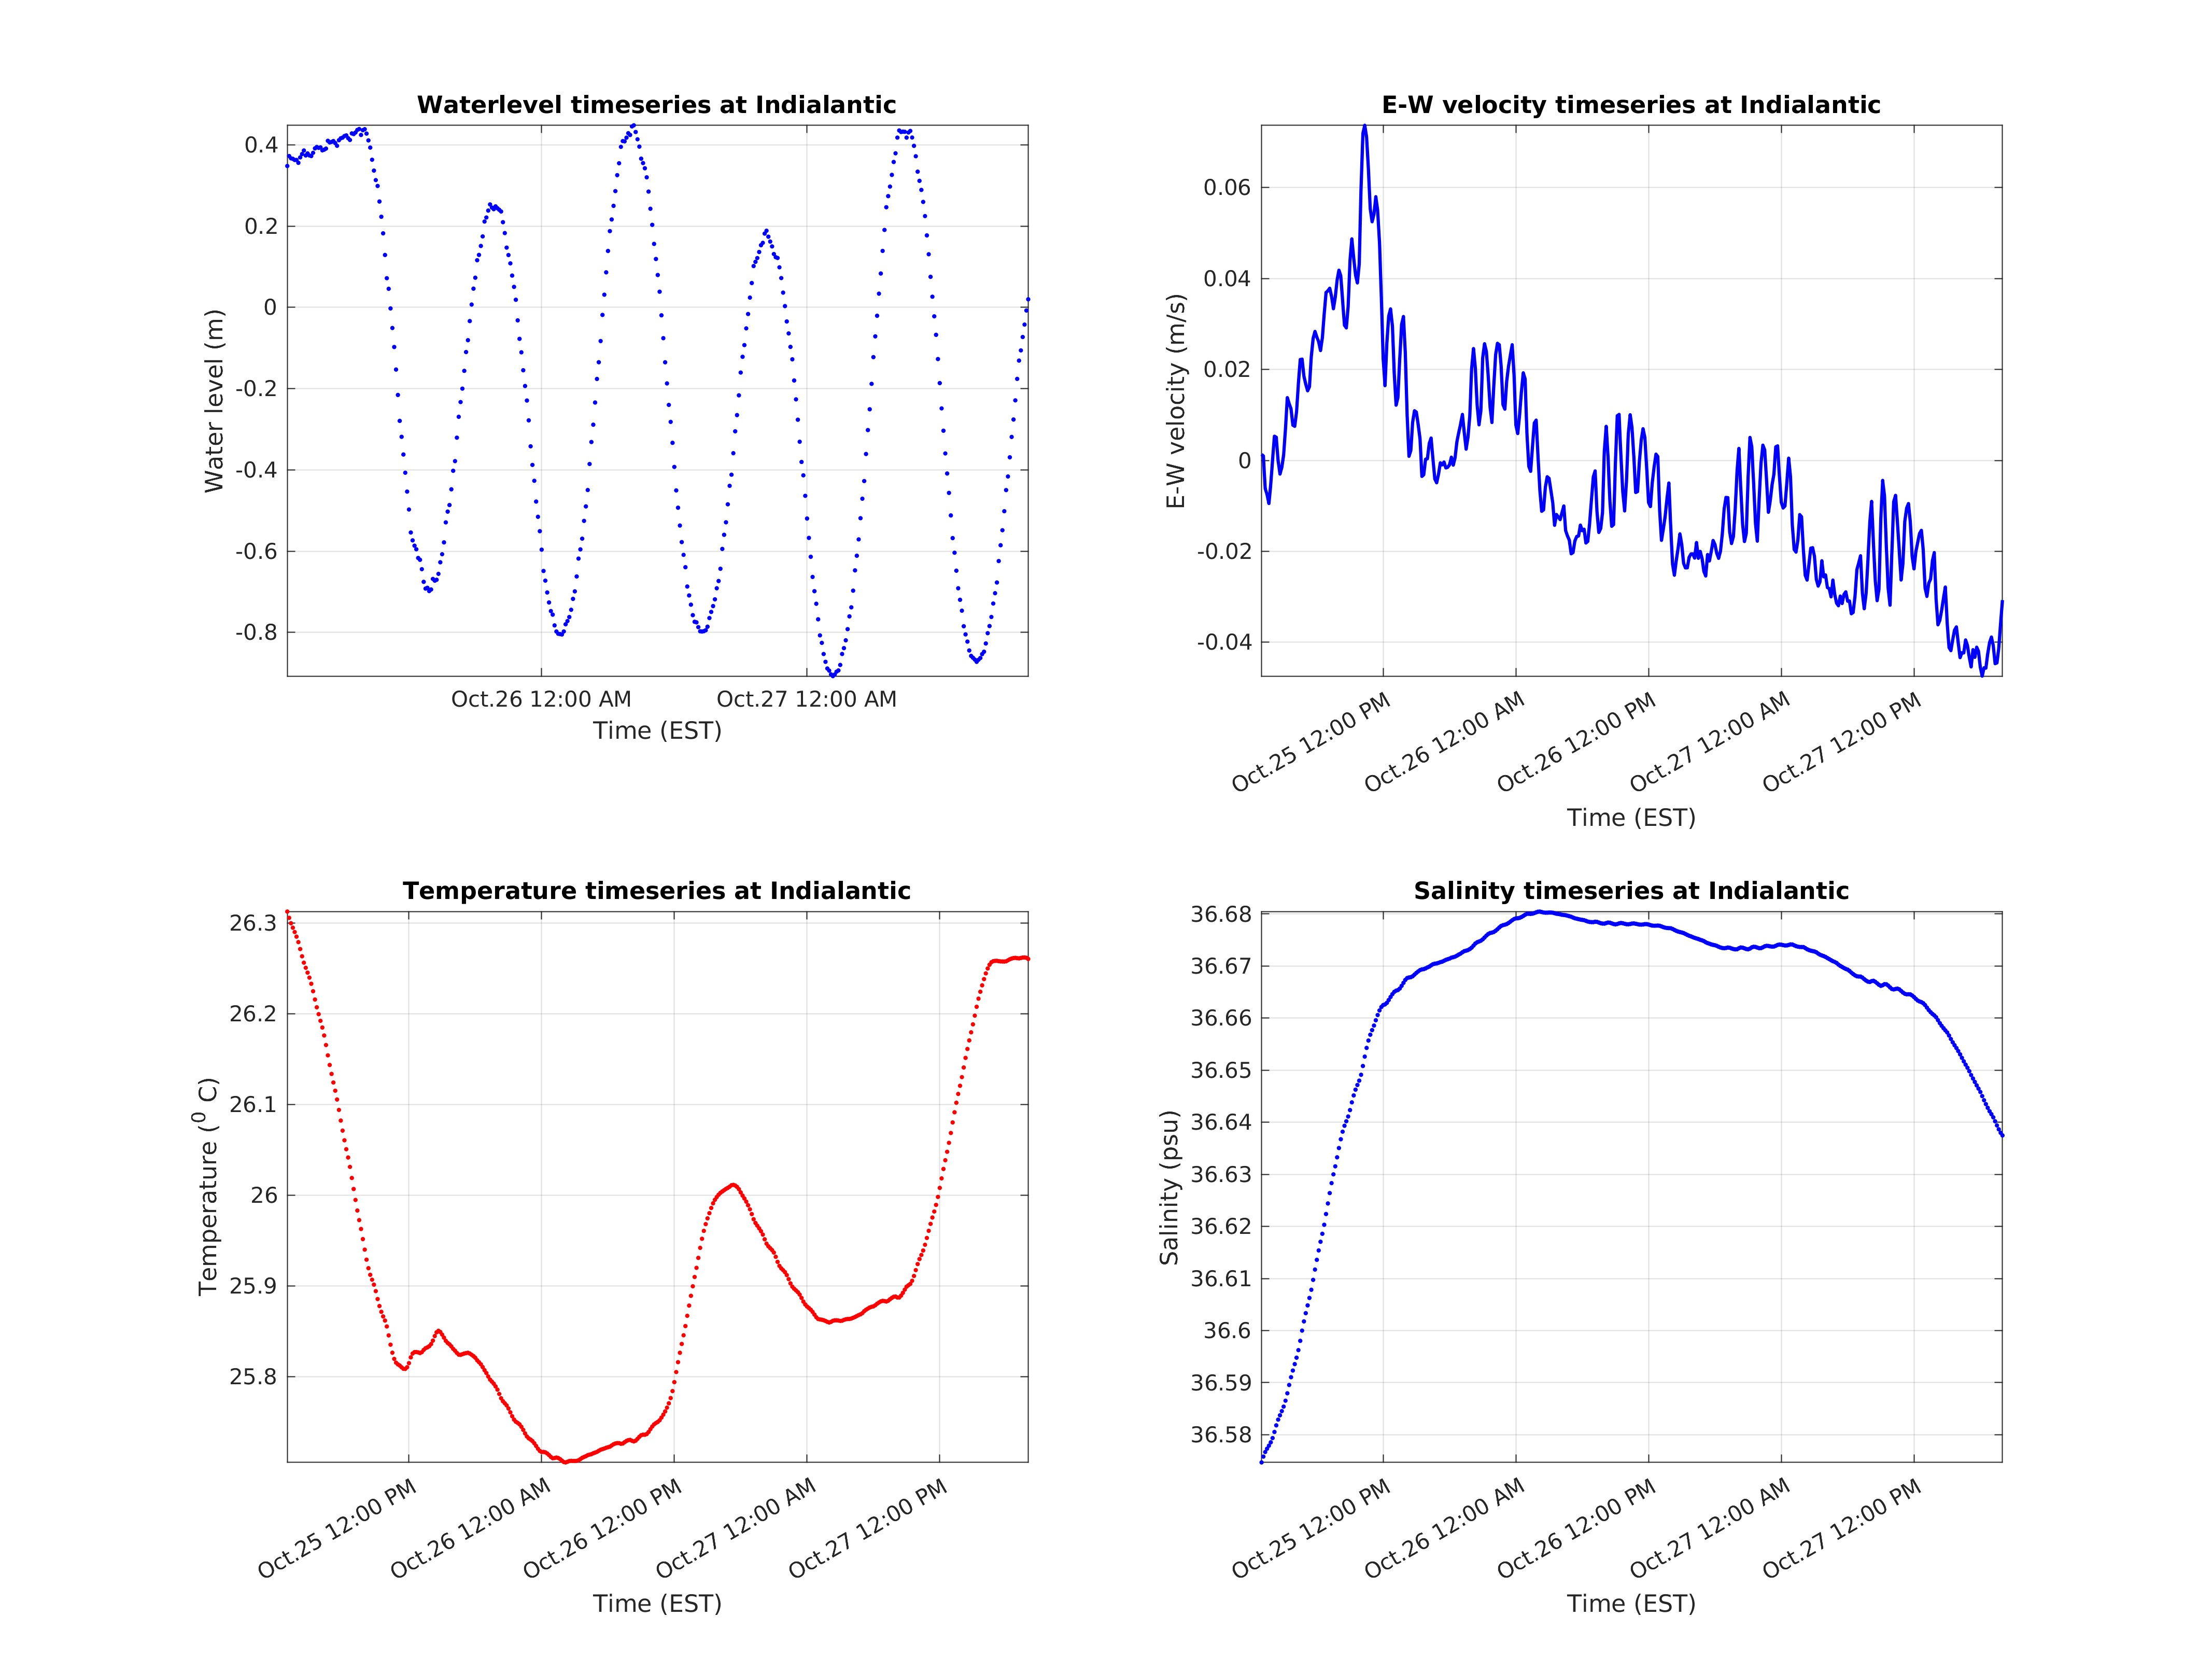 Waterlevel timeseries at Indialantic
0.4
0.2
0
-0.2
-0.4
-0.6
-0.8
Water level (m)
Oct.26 12:00 AM
Oct.27 12:00 AM
Time (EST)
E-W velocity timeseries at Indialantic
0.06
0.04
0.02
0
-0.02
-0.04
E-W velocity (m/s)
Oct.25 12:00 PM
Oct.26 12:00 AM
Oct.26 12:00 PM
Oct.27 12:00 AM
Oct.27 12:00 PM
Time (EST)
Temperature timeseries at Indialantic
26.3
26.2
26.1
26
25.9
25.8
Temperature (⁰ C)
Oct.25 12:00 PM
Oct.26 12:00 AM
Oct.26 12:00 PM
Oct.27 12:00 AM
Oct.27 12:00 PM
Time (EST)
Salinity timeseries at Indialantic
36.68
36.67
36.66
36.65
36.64
36.63
36.62
36.61
36.6
36.59
36.58
Salinity (psu)
Oct.25 12:00 PM
Oct.26 12:00 AM
Oct.26 12:00 PM
Oct.27 12:00 AM
Oct.27 12:00 PM
Time (EST)